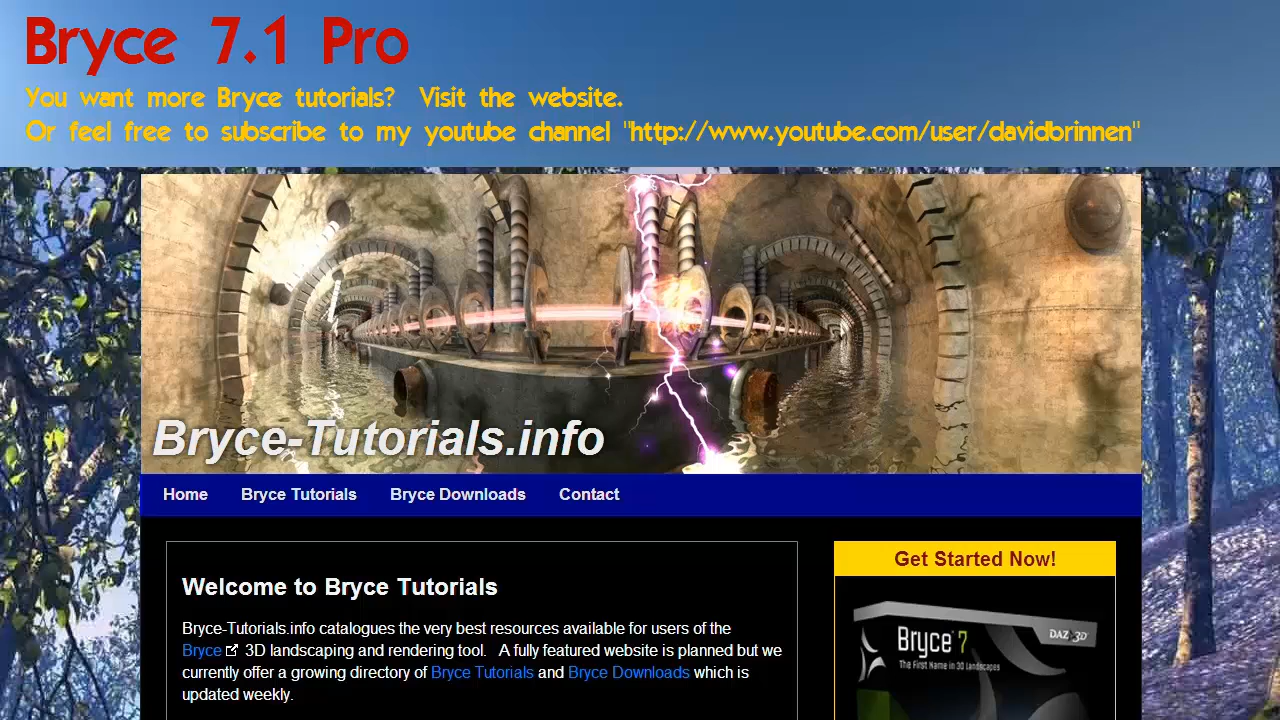 Bryce 7.1 Pro
You want more Bryce tutorials? Visit the website.
Or feel free to subscribe to my youtube channel "http://www.youtube.com/user/davidbrinnen"
Bryce-Tutorials.info
Home Bryce Tutorials Bryce Downloads Contact
Welcome to Bryce Tutorials
Bryce-Tutorials.info catalogues the very best resources available for users of the
Bryce 3D landscaping and rendering tool. A fully featured website is planned but we
currently offer a growing directory of Bryce Tutorials and Bryce Downloads which is
updated weekly.
Get Started Now!
DAZ 3D
Bryce 7
The First Name in 3D Landscapes